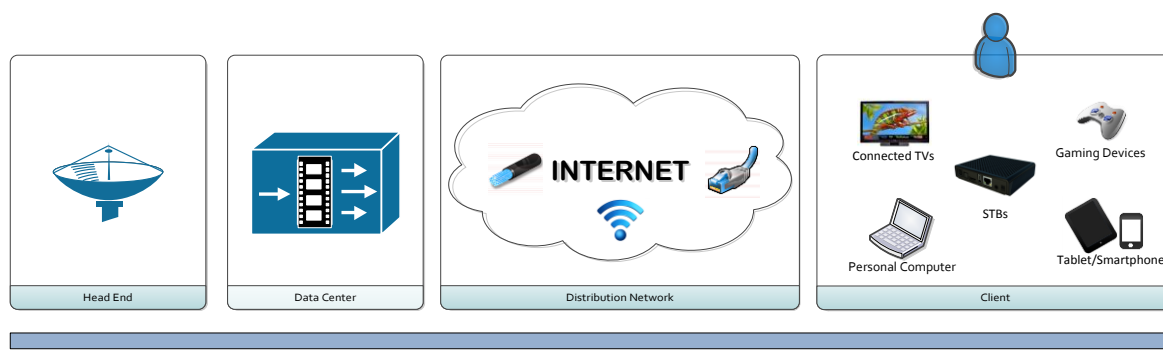 INTERNET
Connected TVs
Gaming Devices
STBs
Personal Computer
Tablet/Smartphone
Head End
Data Center
Distribution Network
Client